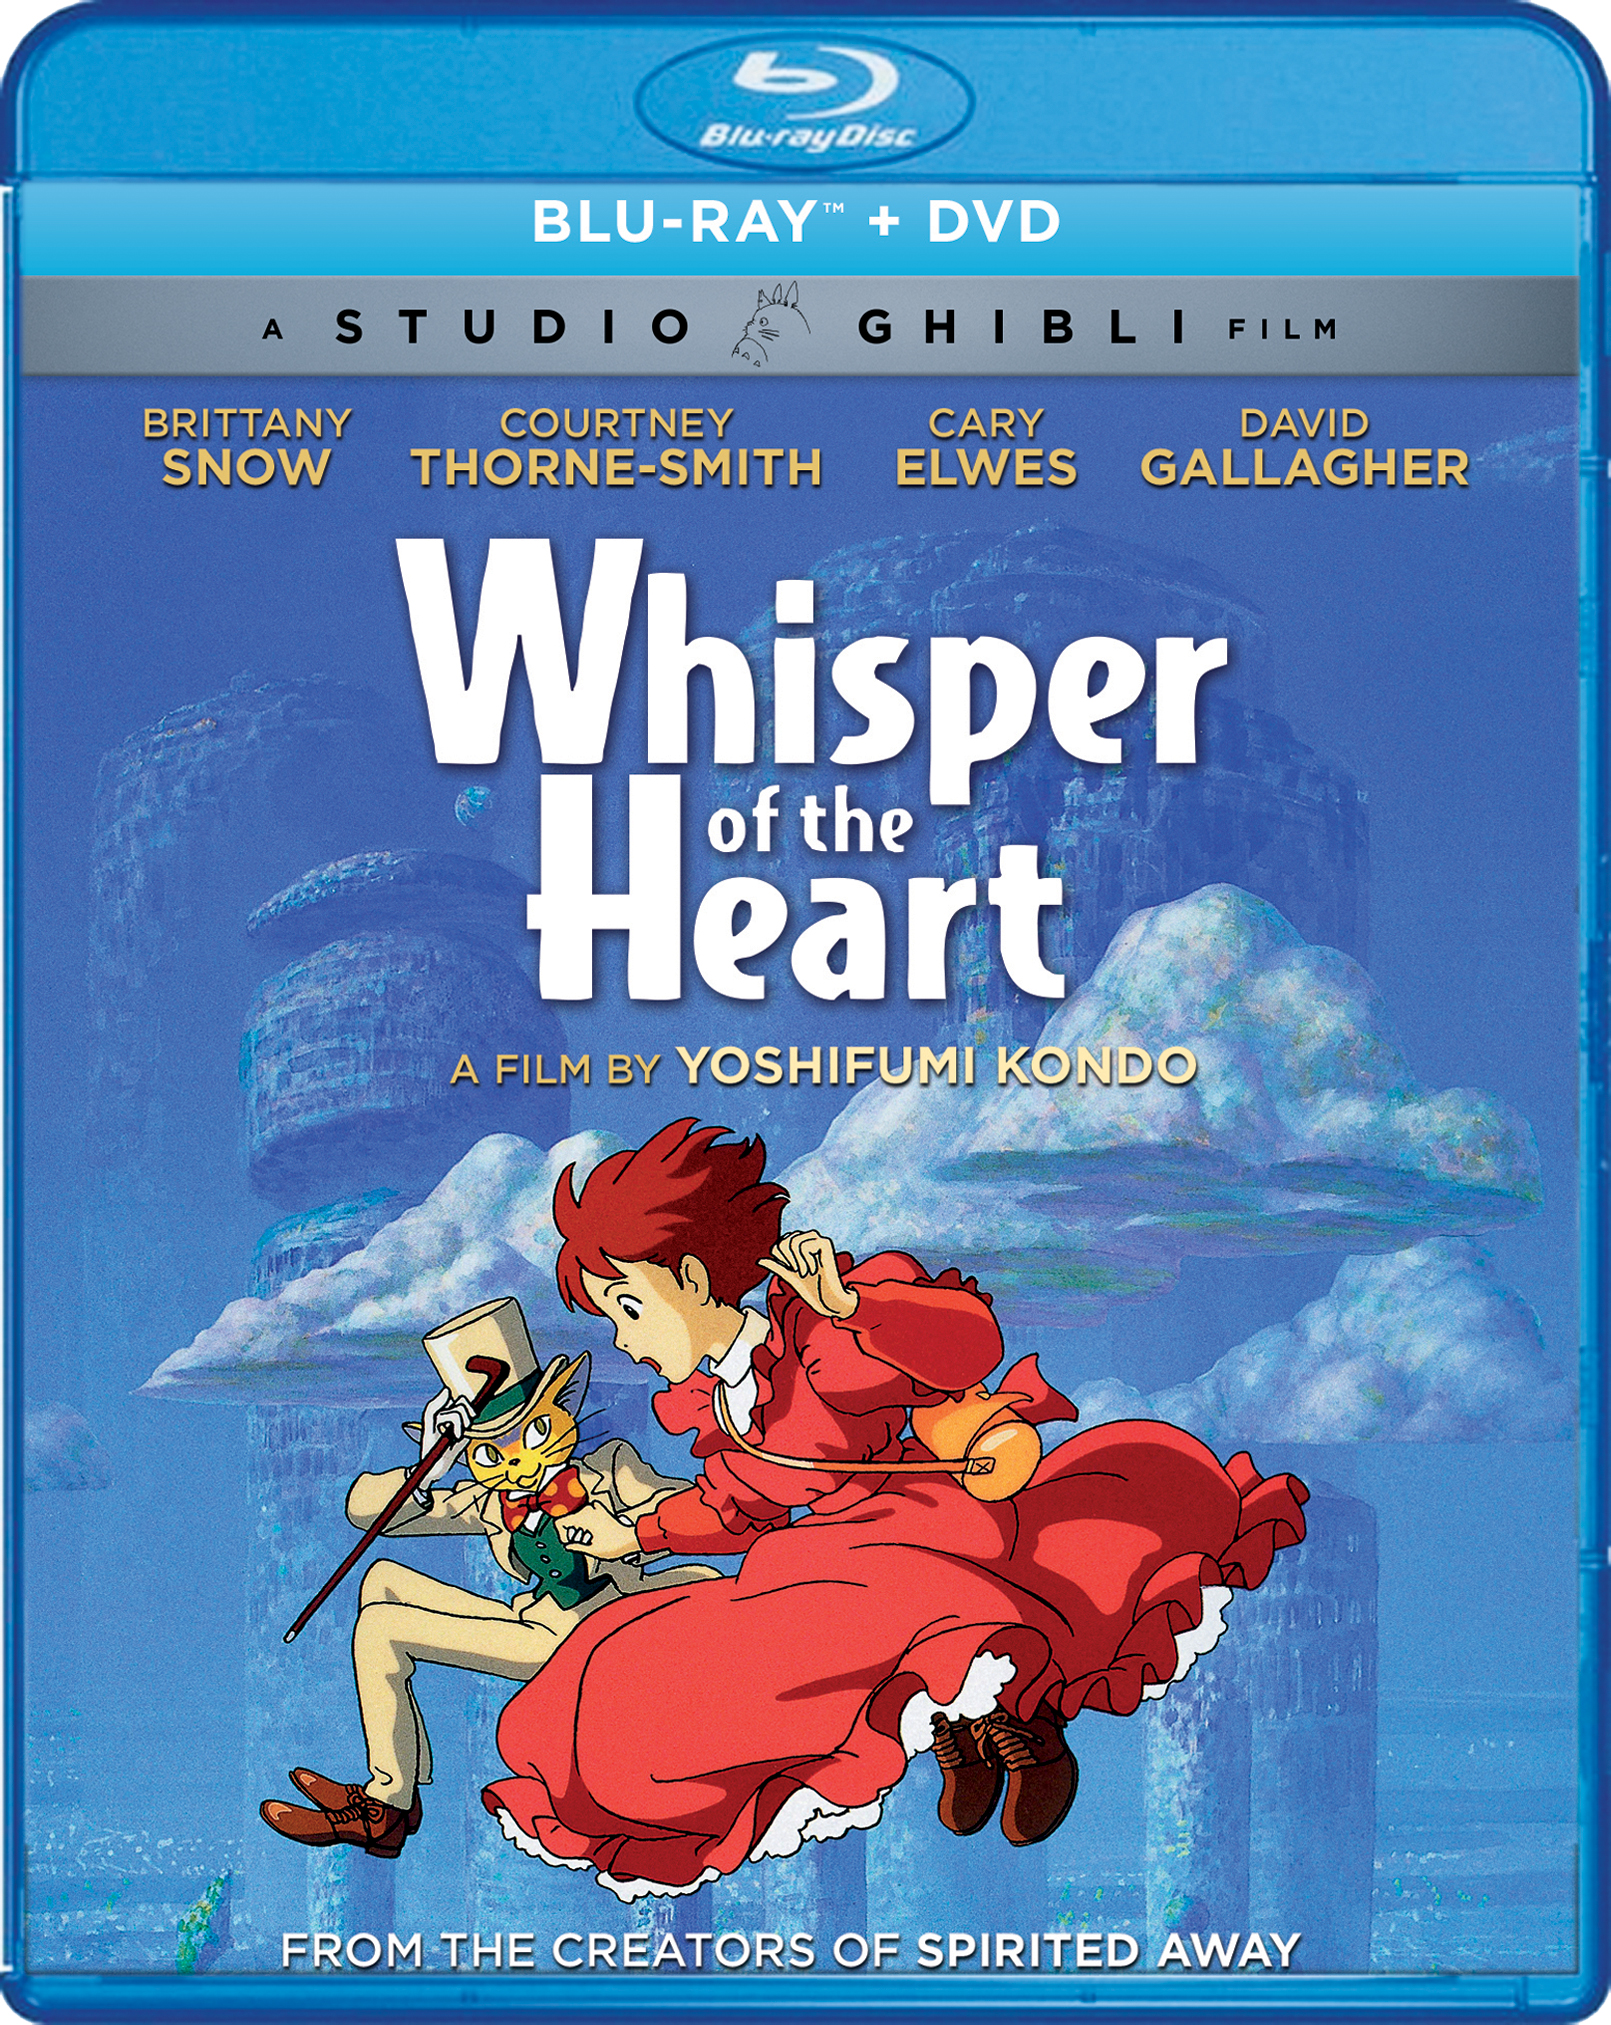 Blu-ray Disc
BLU-RAY™ + DVD
A STUDIO GHIBLI FILM
BRITTANY SNOW
COURTNEY THORNE-SMITH
CARY ELWES
DAVID GALLAGHER
Whisper
of the
Heart
A FILM BY YOSHIFUMI KONDO
FROM THE CREATORS OF SPIRITED AWAY